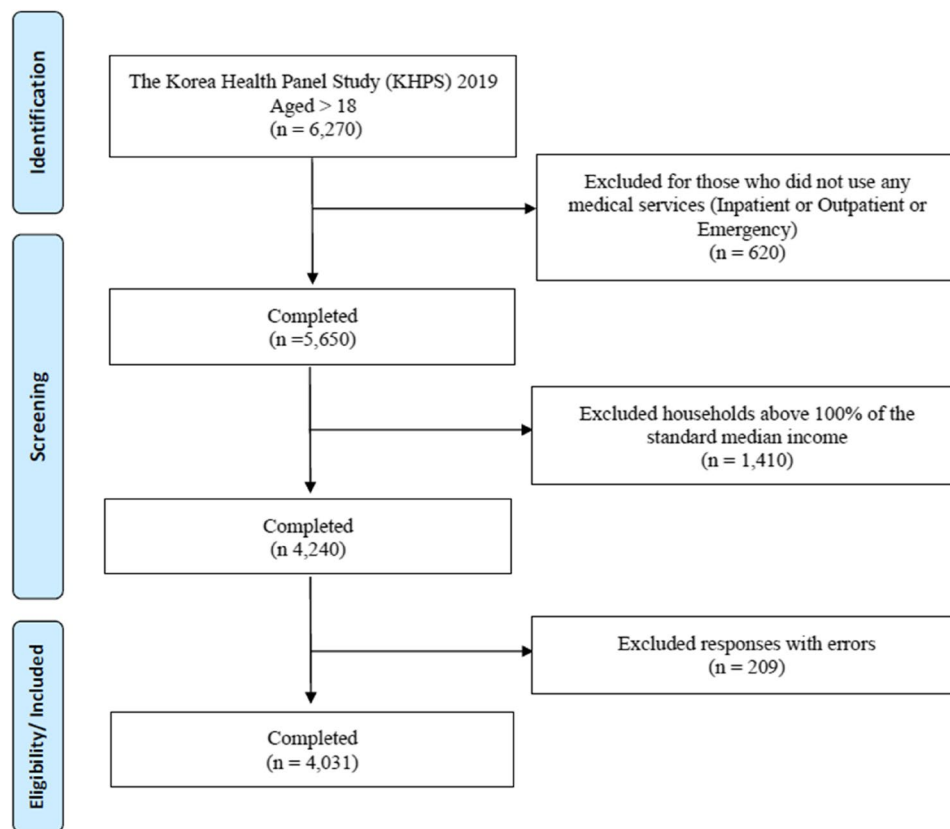 Identification
The Korea Health Panel Study (KHPS) 2019
Aged > 18
(n = 6,270)
Excluded for those who did not use any
medical services (Inpatient or Outpatient or
Emergency)
(n = 620)
Screening
Completed
(n =5,650)
Excluded households above 100% of the
standard median income
(n = 1,410)
Completed
(n 4,240)
Eligibility/ Included
Excluded responses with errors
(n = 209)
Completed
(n = 4,031)